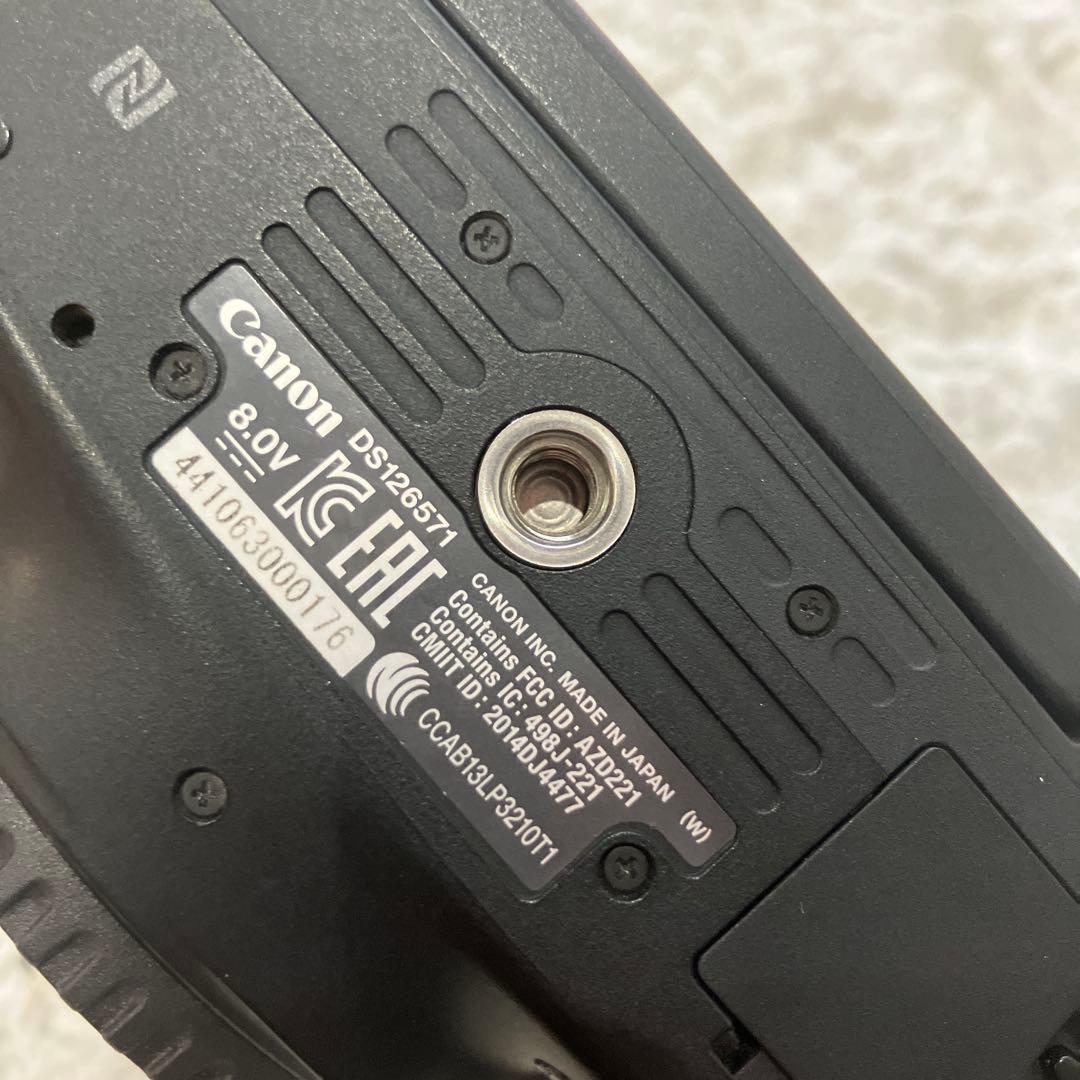 Canon
DS126571
8.0V
441063000176
CANON INC. MADE IN JAPAN
Contains FCC ID: AZD221
Contains IC: 498J-221
CMIIT ID: 2014DJ4477
CCAB13LP3210T1
(W)